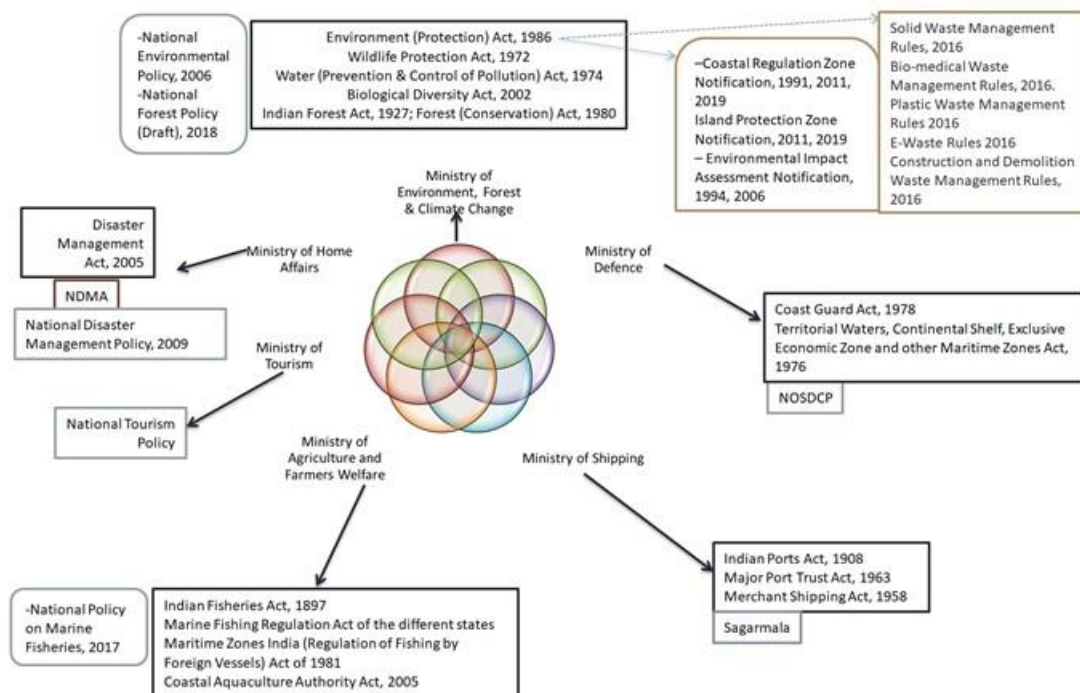 -National
Environmental
Policy, 2006
-National
Forest Policy
(Draft), 2018
Environment (Protection) Act, 1986
Wildlife Protection Act, 1972
Water (Prevention & Control of Pollution) Act, 1974
Biological Diversity Act, 2002
Indian Forest Act, 1927; Forest (Conservation) Act, 1980
–Coastal Regulation Zone
Notification, 1991, 2011,
2019
Island Protection Zone
Notification, 2011, 2019
– Environmental Impact
Assessment Notification,
1994, 2006
Solid Waste Management
Rules, 2016
Bio-medical Waste
Management Rules, 2016.
Plastic Waste Management
Rules 2016
E-Waste Rules 2016
Construction and Demolition
Waste Management Rules,
2016
Ministry of
Environment, Forest
& Climate Change
Disaster
Management
Act, 2005
NDMA
National Disaster
Management Policy, 2009
Ministry of Home
Affairs
Ministry of
Defence
Coast Guard Act, 1978
Territorial Waters, Continental Shelf, Exclusive
Economic Zone and other Maritime Zones Act,
1976
NOSDCP
Ministry of
Tourism
National Tourism
Policy
Ministry of
Agriculture and
Farmers Welfare
Ministry of Shipping
Indian Ports Act, 1908
Major Port Trust Act, 1963
Merchant Shipping Act, 1958
Sagarmala
-National Policy
on Marine
Fisheries, 2017
Indian Fisheries Act, 1897
Marine Fishing Regulation Act of the different states
Maritime Zones India (Regulation of Fishing by
Foreign Vessels) Act of 1981
Coastal Aquaculture Authority Act, 2005